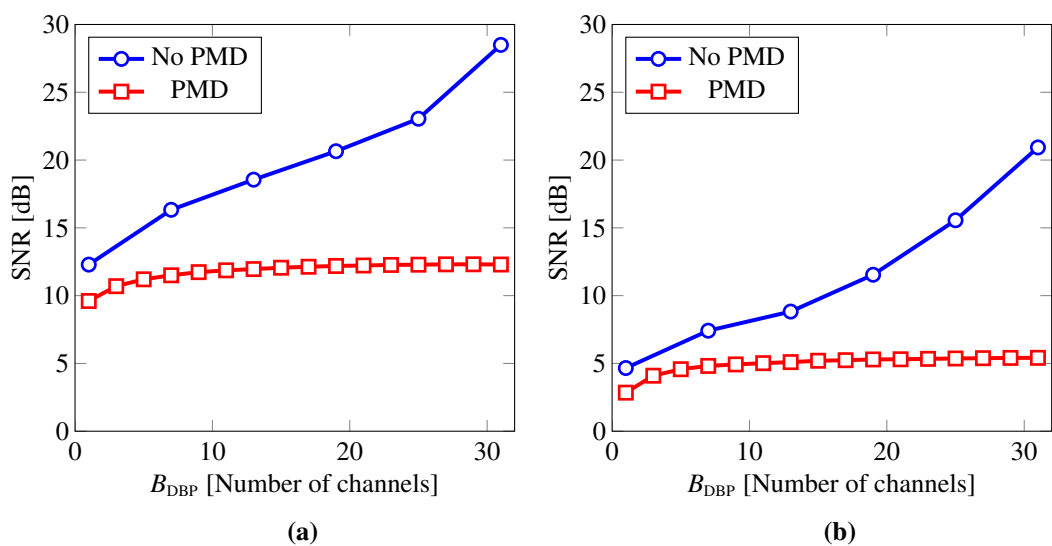 No PMD
PMD
SNR [dB]
30
25
20
15
10
5
0
0 10 20 30
B_DBP [Number of channels]
(a)
No PMD
PMD
SNR [dB]
30
25
20
15
10
5
0
0 10 20 30
B_DBP [Number of channels]
(b)